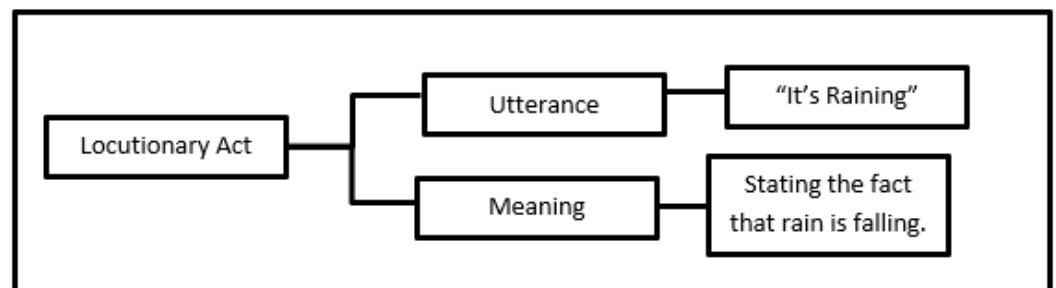 Locutionary Act
Utterance
“It’s Raining”
Meaning
Stating the fact
that rain is falling.